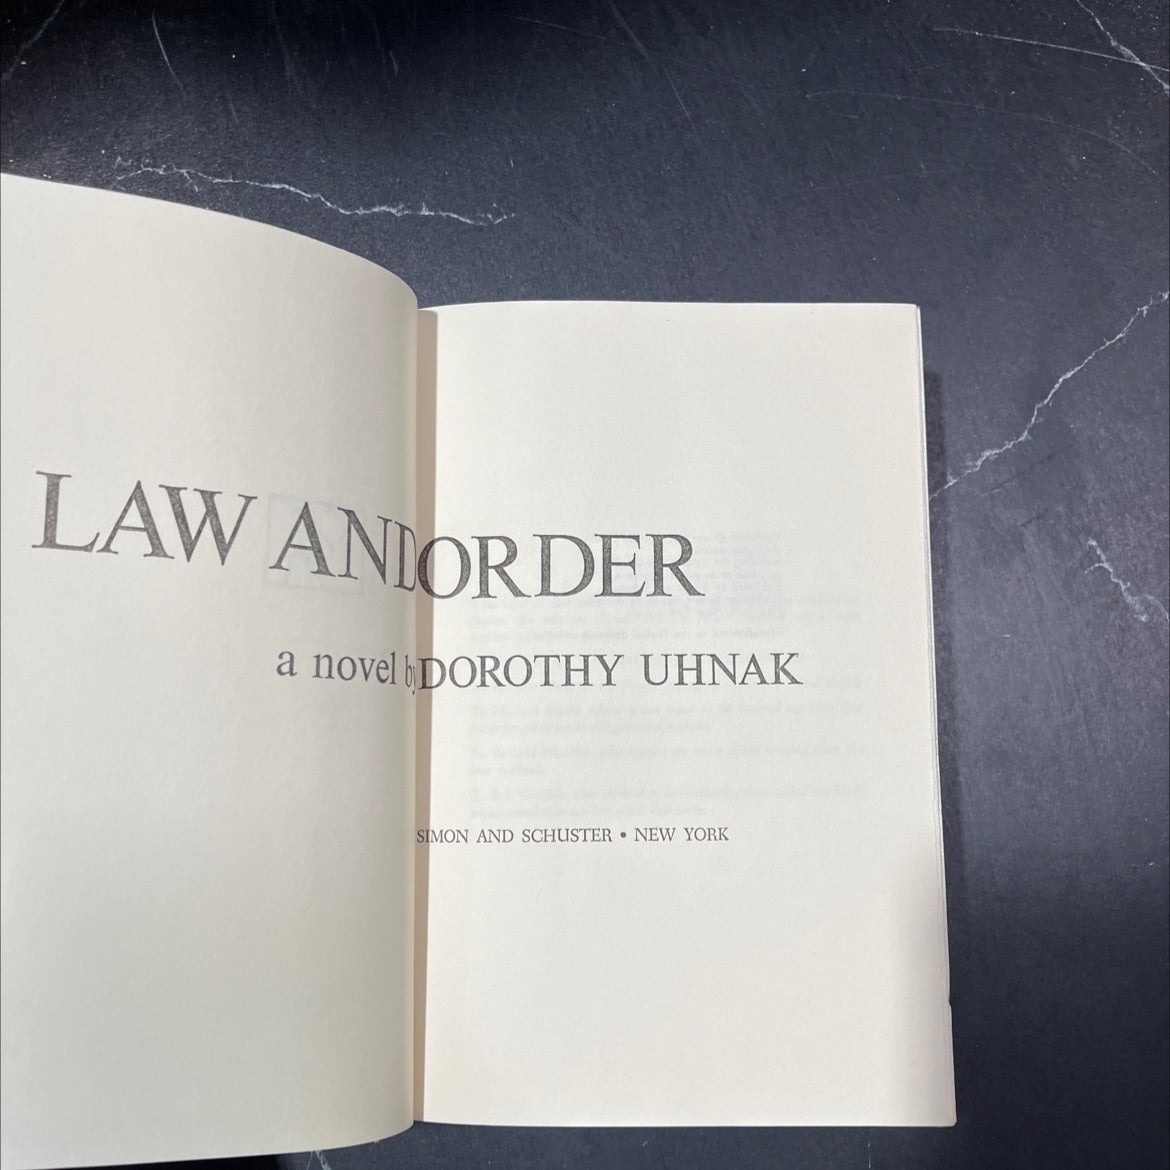 LAW AND ORDER
a novel by DOROTHY UHNAK
SIMON AND SCHUSTER • NEW YORK